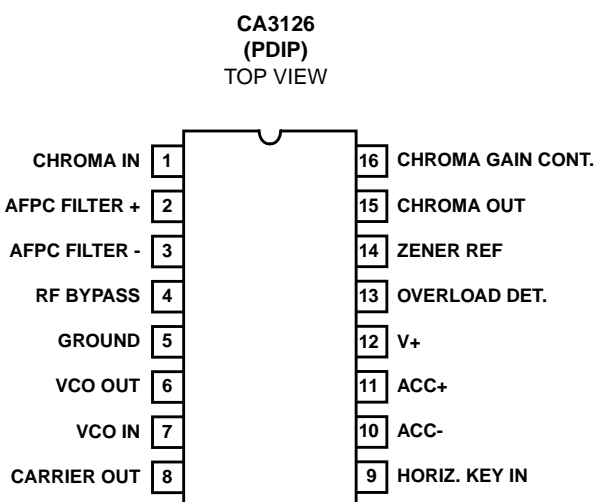 CA3126
(PDIP)
TOP VIEW
CHROMA IN 1 16 CHROMA GAIN CONT.
AFPC FILTER + 2 15 CHROMA OUT
AFPC FILTER - 3 14 ZENER REF
RF BYPASS 4 13 OVERLOAD DET.
GROUND 5 12 V+
VCO OUT 6 11 ACC+
VCO IN 7 10 ACC-
CARRIER OUT 8 9 HORIZ. KEY IN